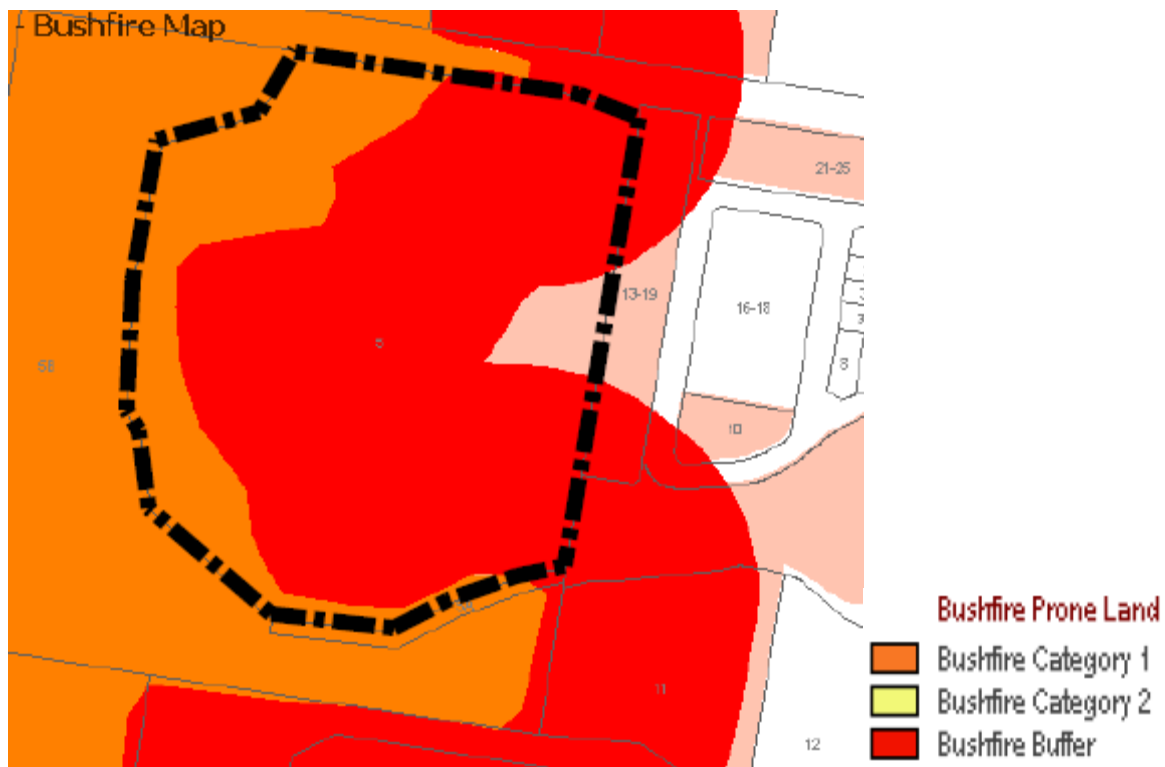 - Bushfire Map
21-25
13-19
16-18
5
8
10
11
12
Bushfire Prone Land
Bushfire Category 1
Bushfire Category 2
Bushfire Buffer